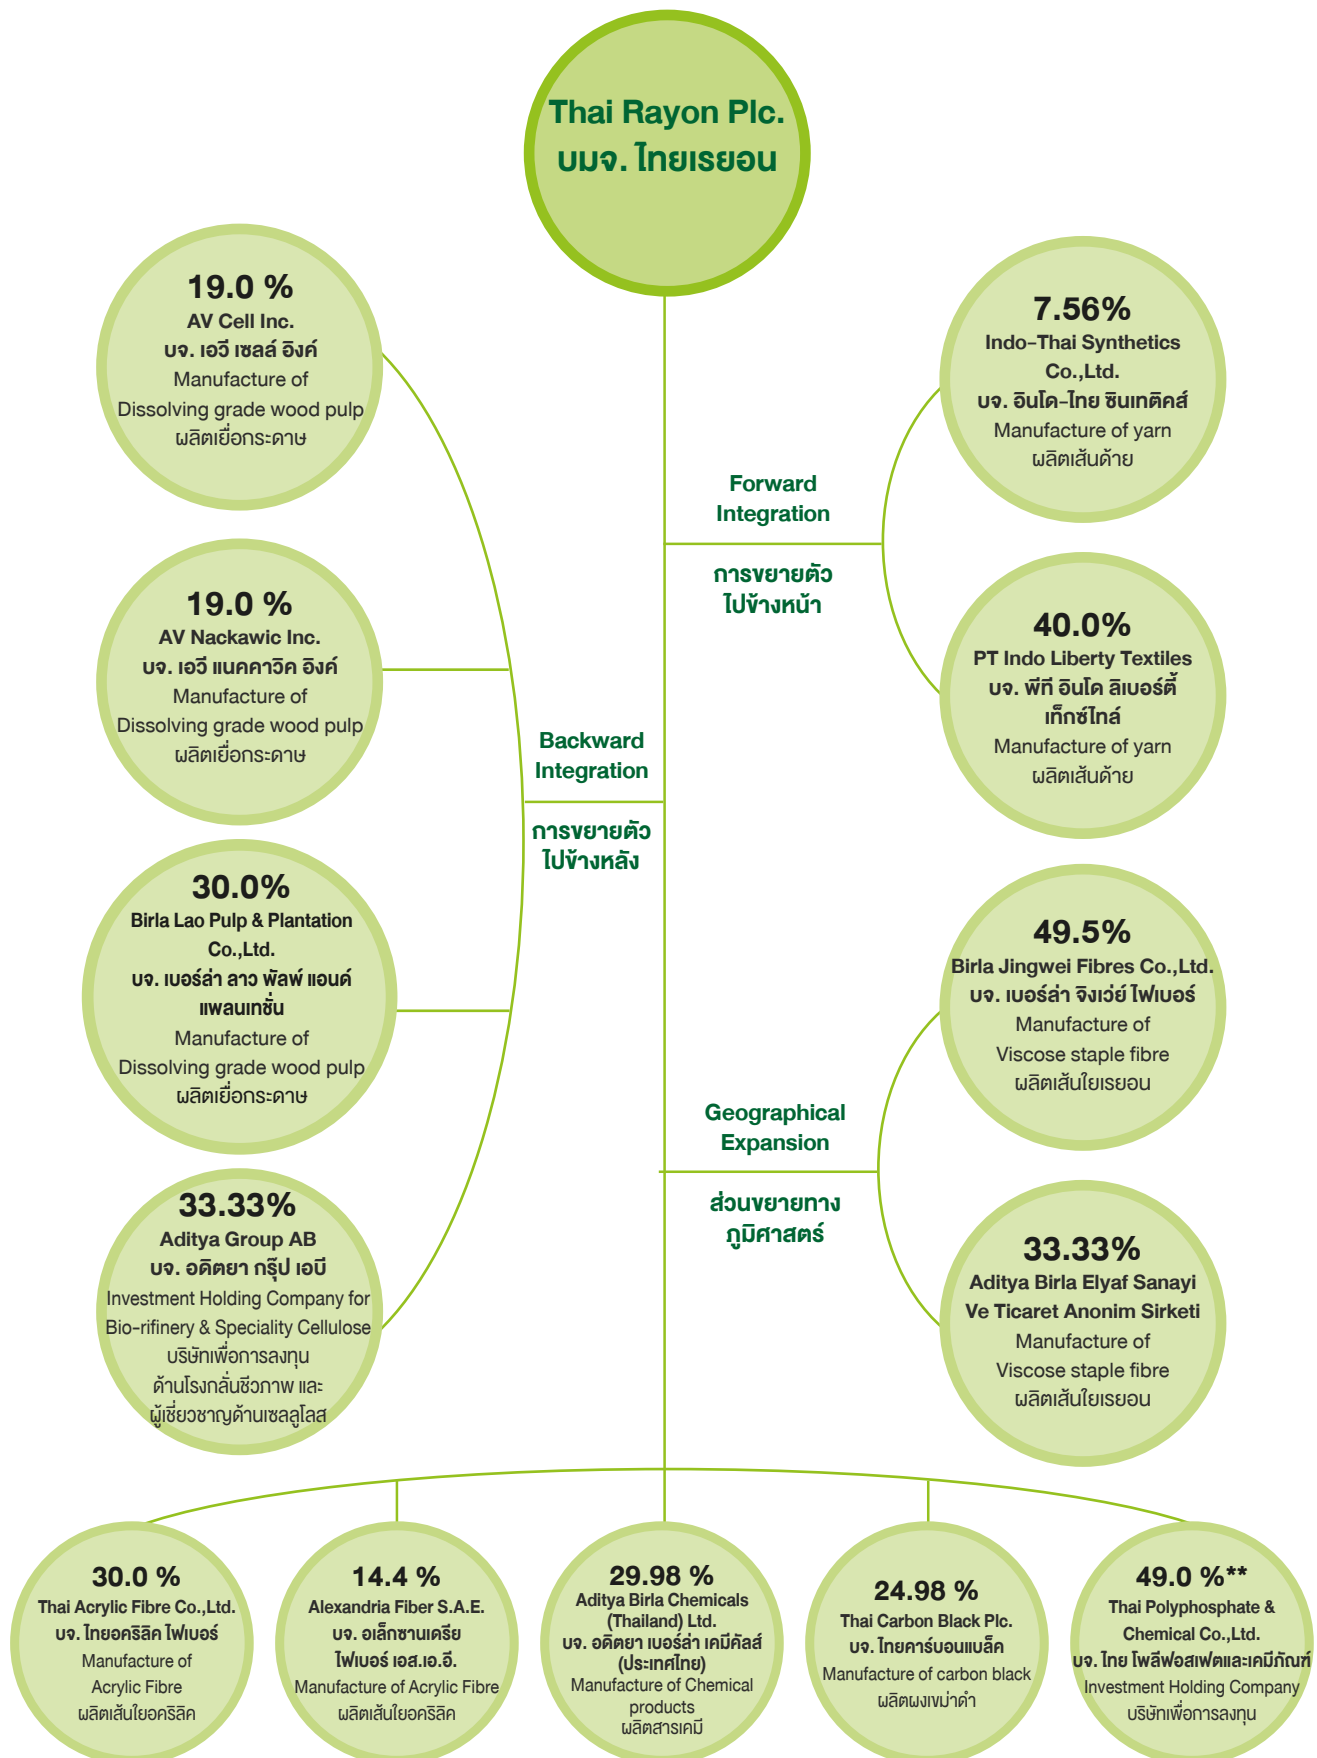 Thai Rayon Plc.
บมจ. ไทยเรยอน
19.0 %
AV Cell Inc.
บจ. เอวี เซลล์ อิงค์
Manufacture of
Dissolving grade wood pulp
ผลิตเยื่อกระดาษ
19.0 %
AV Nackawic Inc.
บจ. เอวี แนคคาวิค อิงค์
Manufacture of
Dissolving grade wood pulp
ผลิตเยื่อกระดาษ
30.0%
Birla Lao Pulp & Plantation
Co.,Ltd.
บจ. เบอร์ล่า ลาว พัลพ์ แอนด์
แพลนเทชั่น
Manufacture of
Dissolving grade wood pulp
ผลิตเยื่อกระดาษ
33.33%
Aditya Group AB
บจ. อดิตยา กรุ๊ป เอบี
Investment Holding Company for
Bio-rifinery & Speciality Cellulose
บริษัทเพื่อการลงทุน
ด้านโรงกลั่นชีวภาพ และ
ผู้เชี่ยวชาญด้านเซลลูโลส
Backward
Integration
การขยายตัว
ไปข้างหลัง
Forward
Integration
การขยายตัว
ไปข้างหน้า
7.56%
Indo-Thai Synthetics
Co.,Ltd.
บจ. อินโด-ไทย ซินเทติคส์
Manufacture of yarn
ผลิตเส้นด้าย
40.0%
PT Indo Liberty Textiles
บจ. พีที อินโด ลิเบอร์ตี้
เท็กซ์ไทล์
Manufacture of yarn
ผลิตเส้นด้าย
Geographical
Expansion
ส่วนขยายทาง
ภูมิศาสตร์
49.5%
Birla Jingwei Fibres Co.,Ltd.
บจ. เบอร์ล่า จิงเว่ย์ ไฟเบอร์
Manufacture of
Viscose staple fibre
ผลิตเส้นใยเรยอน
33.33%
Aditya Birla Elyaf Sanayi
Ve Ticaret Anonim Sirketi
Manufacture of
Viscose staple fibre
ผลิตเส้นใยเรยอน
30.0 %
Thai Acrylic Fibre Co.,Ltd.
บจ. ไทยอคริลิค ไฟเบอร์
Manufacture of
Acrylic Fibre
ผลิตเส้นใยอคริลิค
14.4 %
Alexandria Fiber S.A.E.
บจ. อเล็กซานเดรีย
ไฟเบอร์ เอส.เอ.อี.
Manufacture of Acrylic Fibre
ผลิตเส้นใยอคริลิค
29.98 %
Aditya Birla Chemicals
(Thailand) Ltd.
บจ. อดิตยา เบอร์ล่า เคมีคัลส์
(ประเทศไทย)
Manufacture of Chemical
products
ผลิตสารเคมี
24.98 %
Thai Carbon Black Plc.
บจ. ไทยคาร์บอนแบล็ค
Manufacture of carbon black
ผลิตผงเขม่าดำ
49.0 %**
Thai Polyphosphate &
Chemical Co.,Ltd.
บจ. ไทย โพลีฟอสเฟตและเคมีภัณฑ์
Investment Holding Company
บริษัทเพื่อการลงทุน